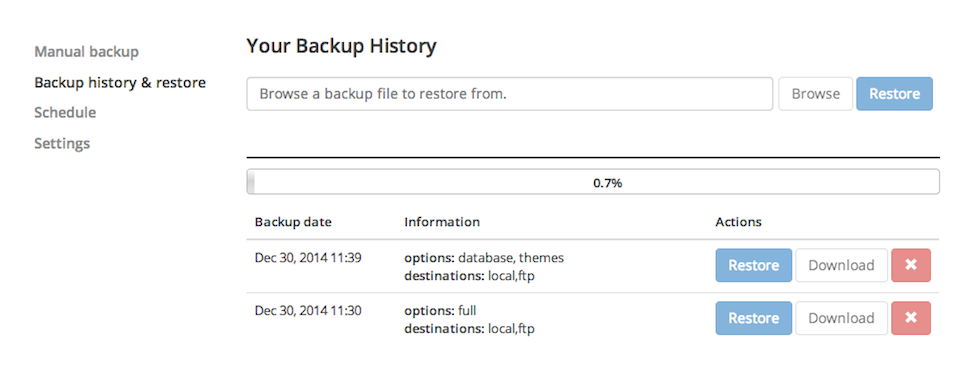 Manual backup
Backup history & restore
Schedule
Settings
Your Backup History
Browse a backup file to restore from.
Browse
Restore
0.7%
Backup date Information Actions
Dec 30, 2014 11:39 options: database, themes
destinations: local,ftp
Restore Download ✖
Dec 30, 2014 11:30 options: full
destinations: local,ftp
Restore Download ✖